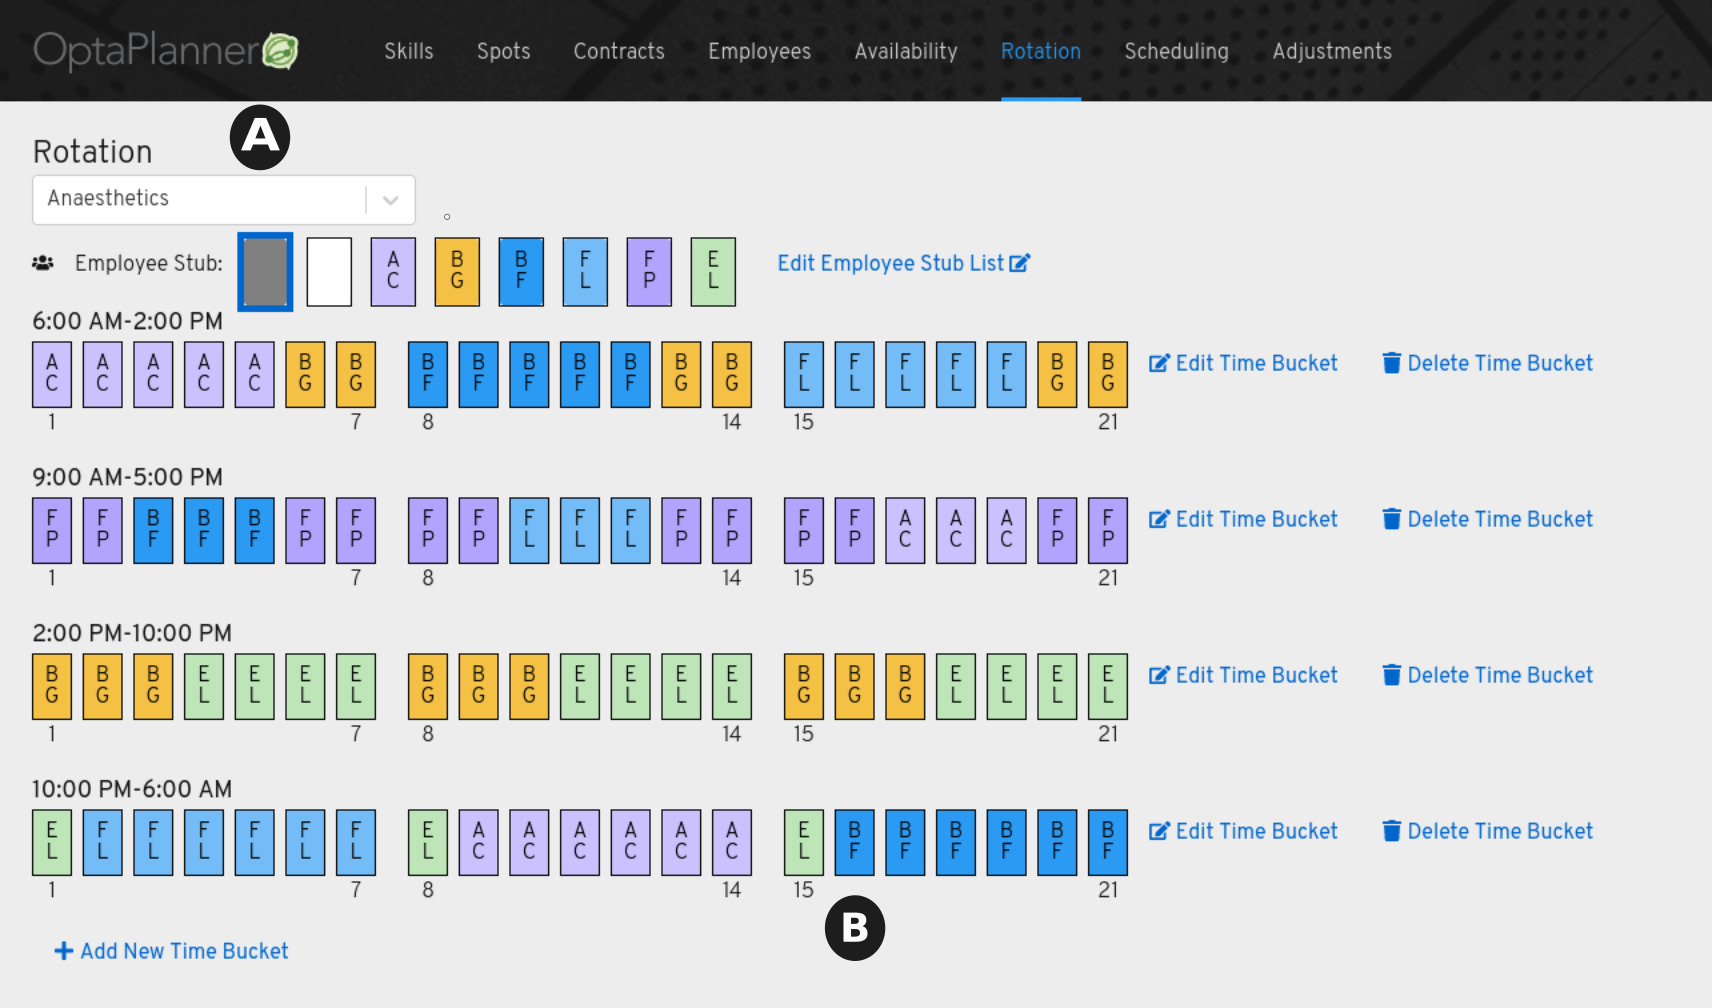 OptaPlanner Skills Spots Contracts Employees Availability Rotation Scheduling Adjustments
A
Rotation
Anaesthetics
Employee Stub: AC BG BF FL FP EL Edit Employee Stub List
6:00 AM-2:00 PM
AC AC AC AC AC BG BG BF BF BF BF BF BG BG FL FL FL FL FL BG BG Edit Time Bucket Delete Time Bucket
1 7 8 14 15 21
9:00 AM-5:00 PM
FP FP BF BF BF FP FP FP FP FL FL FL FP FP FP FP AC AC AC FP FP Edit Time Bucket Delete Time Bucket
1 7 8 14 15 21
2:00 PM-10:00 PM
BG BG BG EL EL EL EL BG BG BG EL EL EL EL BG BG BG EL EL EL EL Edit Time Bucket Delete Time Bucket
1 7 8 14 15 21
10:00 PM-6:00 AM
EL FL FL FL FL FL FL EL AC AC AC AC AC AC EL BF BF BF BF BF BF Edit Time Bucket Delete Time Bucket
1 7 8 14 15 21
B
Add New Time Bucket